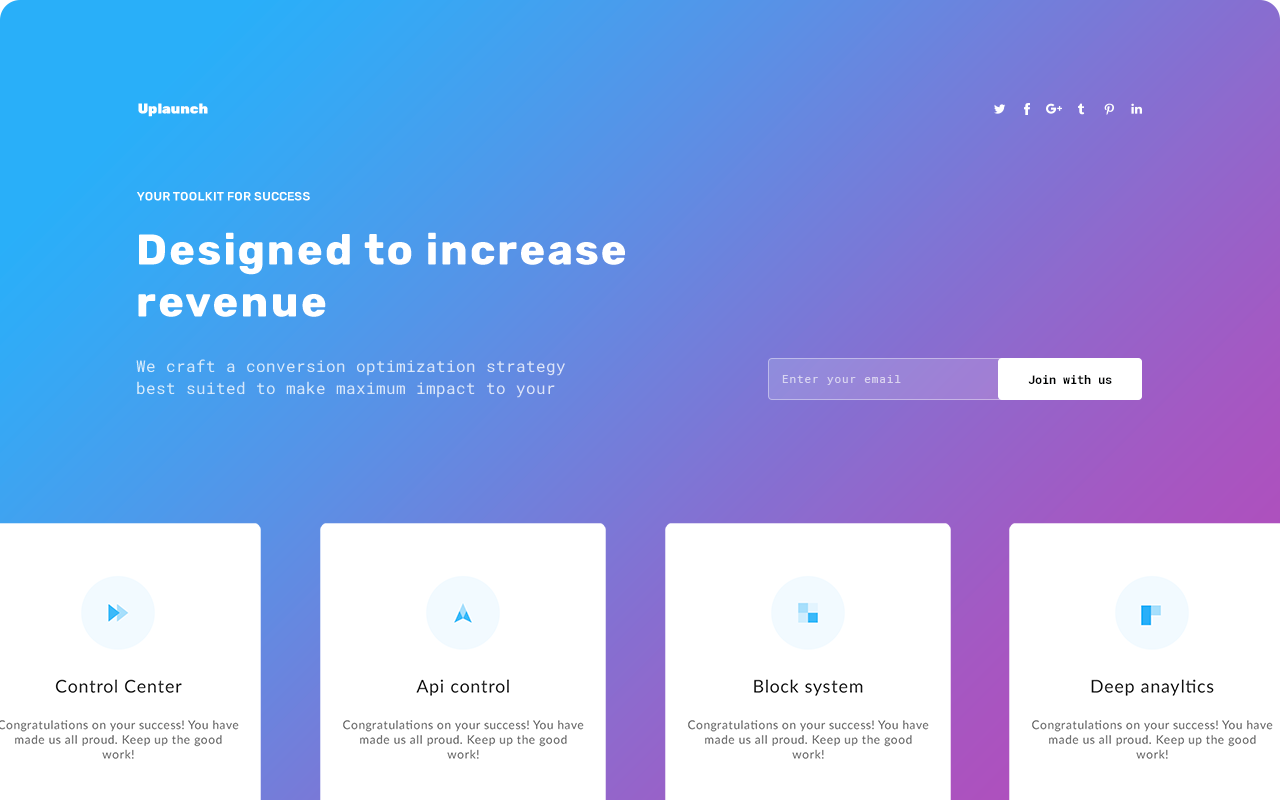 Uplaunch
YOUR TOOLKIT FOR SUCCESS
Designed to increase
revenue
We craft a conversion optimization strategy
best suited to make maximum impact to your
Enter your email
Join with us
Control Center
Congratulations on your success! You have
made us all proud. Keep up the good
work!
Api control
Congratulations on your success! You have
made us all proud. Keep up the good
work!
Block system
Congratulations on your success! You have
made us all proud. Keep up the good
work!
Deep anayltics
Congratulations on your success! You have
made us all proud. Keep up the good
work!